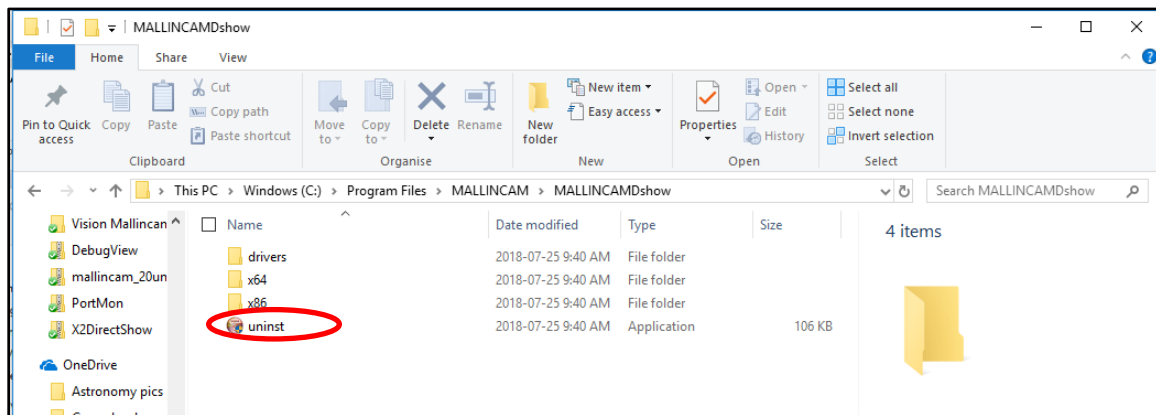 MALLINCAMDshow
File Home Share View
Pin to Quick access
Copy
Paste
Cut
Copy path
Paste shortcut
Clipboard
Move to
Copy to
Delete
Rename
Organise
New folder
New item
Easy access
New
Properties
Open
Edit
History
Open
Select all
Select none
Invert selection
Select
This PC > Windows (C:) > Program Files > MALLINCAM > MALLINCAMDshow
Search MALLINCAMDshow
Vision Mallincan
DebugView
mallincam_20un
PortMon
X2DirectShow
OneDrive
Astronomy pics
Name Date modified Type Size
drivers 2018-07-25 9:40 AM File folder
x64 2018-07-25 9:40 AM File folder
x86 2018-07-25 9:40 AM File folder
uninst 2018-07-25 9:40 AM Application 106 KB
4 items